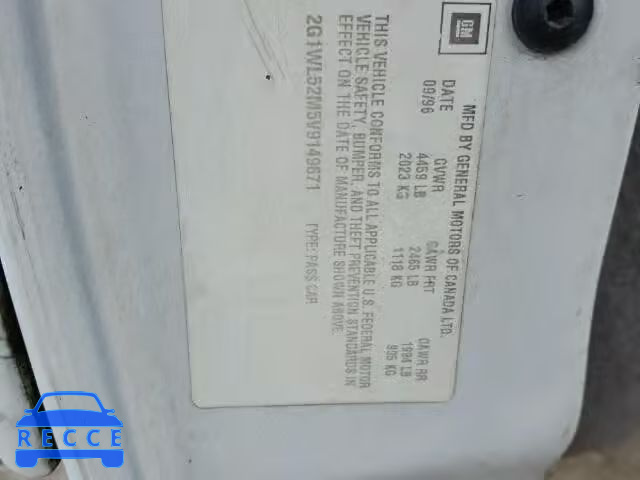 GM
MFD BY GENERAL MOTORS OF CANADA LTD.
DATE GVWR GAWR FRT GAWR RR
09/96 4459 LB 2465 LB 1994 LB
2023 KG 1118 KG 905 KG
THIS VEHICLE CONFORMS TO ALL APPLICABLE U.S. FEDERAL MOTOR
VEHICLE SAFETY, BUMPER, AND THEFT PREVENTION STANDARDS IN
EFFECT ON THE DATE OF MANUFACTURE SHOWN ABOVE.
2G1WL52M5V9149671 TYPE: PASS CAR
RECCE